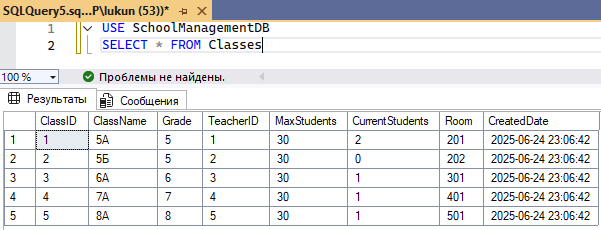 SQLQuery5.sq...P\lukun (53))*
1 USE SchoolManagementDB
2 SELECT * FROM Classes
100 %
Проблемы не найдены.
Результаты Сообщения
ClassID ClassName Grade TeacherID MaxStudents CurrentStudents Room CreatedDate
1 1 5А 5 1 30 2 201 2025-06-24 23:06:42
2 2 5Б 5 2 30 0 202 2025-06-24 23:06:42
3 3 6А 6 3 30 1 301 2025-06-24 23:06:42
4 4 7А 7 4 30 1 401 2025-06-24 23:06:42
5 5 8А 8 5 30 1 501 2025-06-24 23:06:42